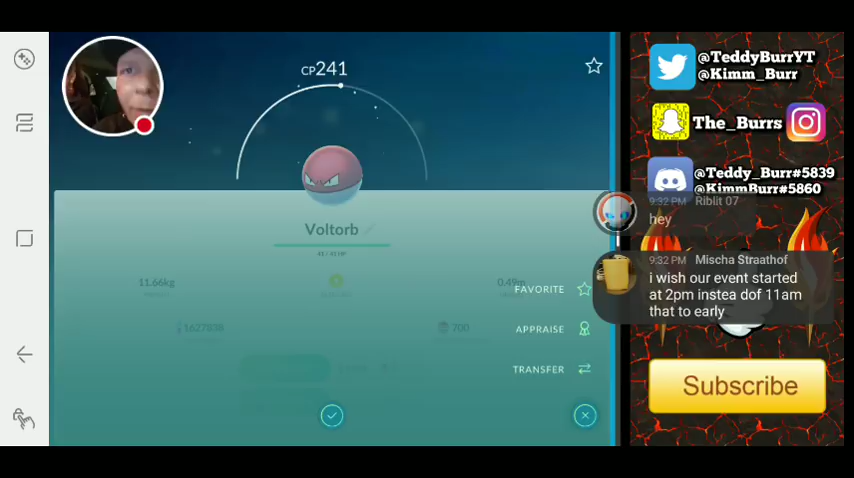 CP241
Voltorb
11.66kg
0.49m
1627838
700
FAVORITE
APPRAISE
TRANSFER
@TeddyBurrYT
@Kimm_Burr
The_Burrs
@Teddy_Burr#5839
@KimmBurr#5860
9:32 PM Riblit 07
hey
9:32 PM Mischa Straathof
i wish our event started
at 2pm instea dof 11am
that to early
Subscribe